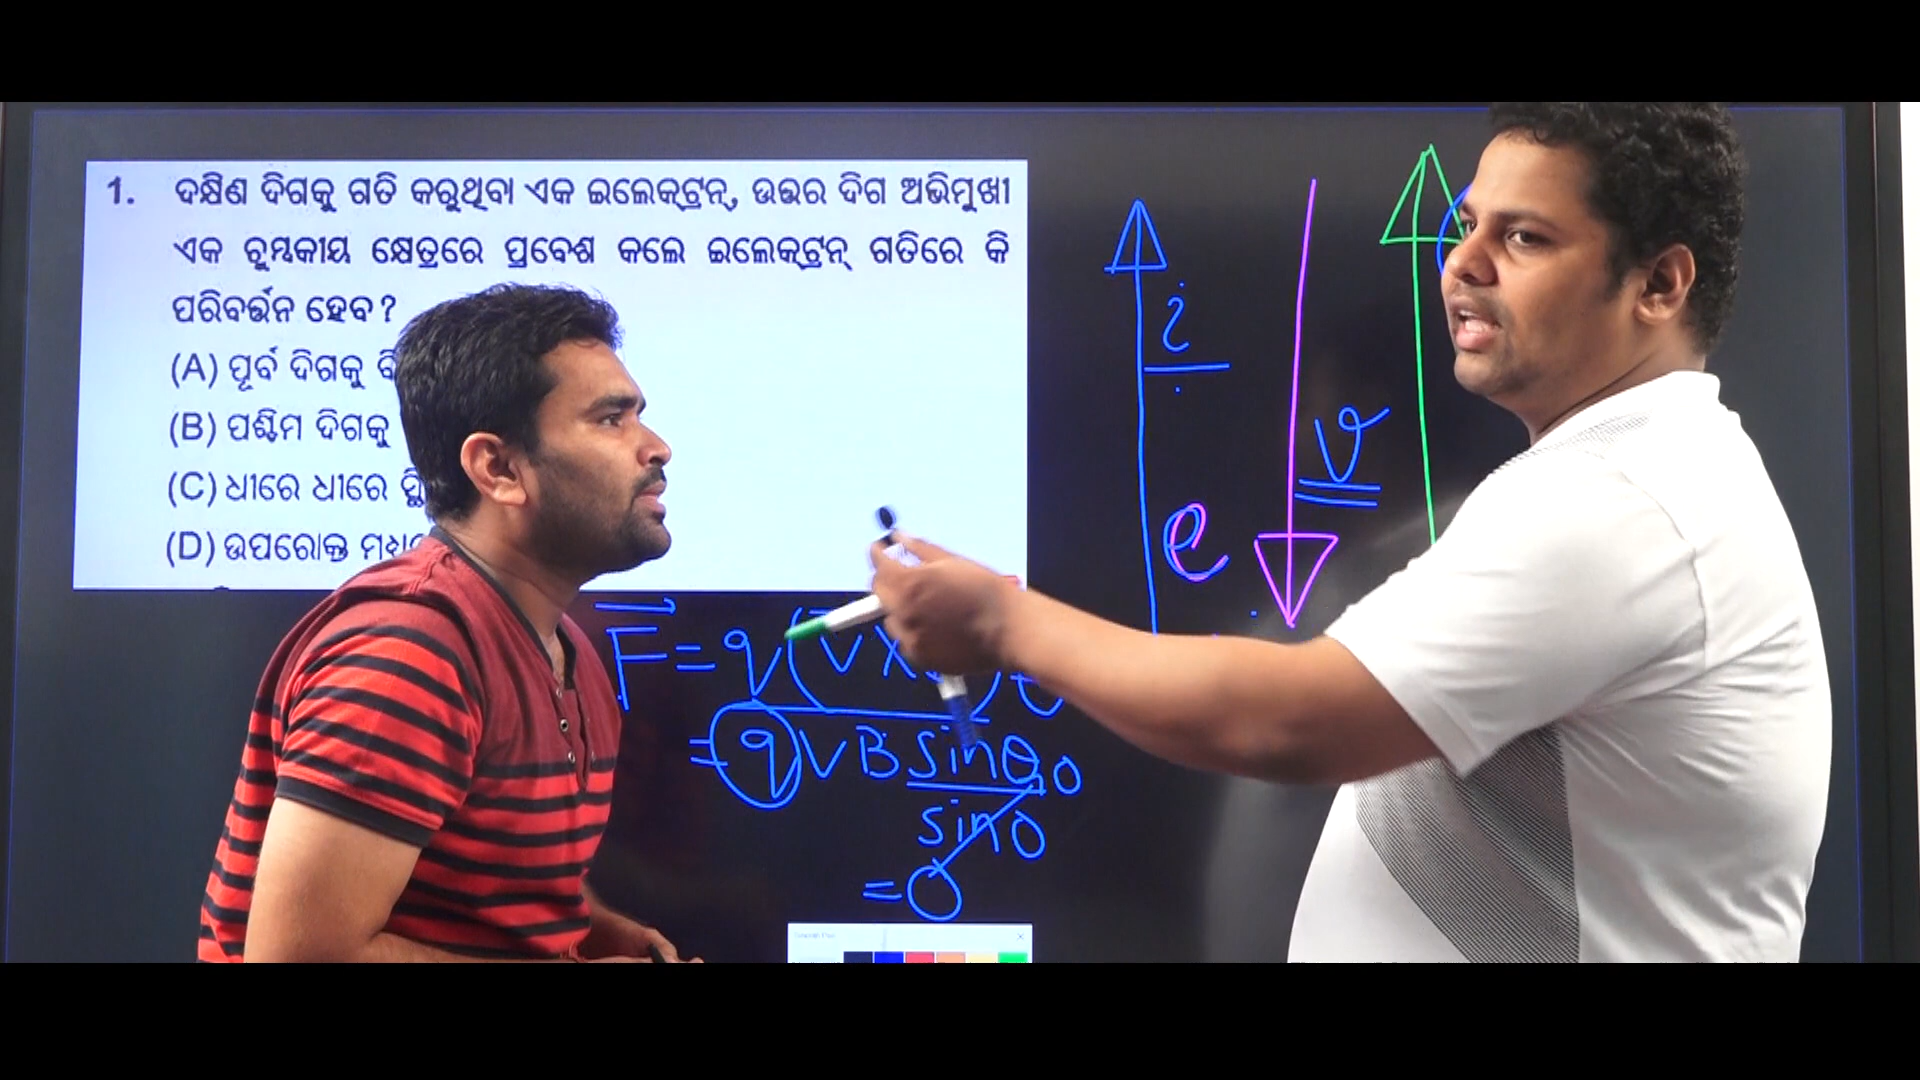 1. ଦକ୍ଷିଣ ଦିଗକୁ ଗତି କରୁଥିବା ଏକ ଇଲେକ୍‌ଟ୍ରନ୍, ଉତ୍ତର ଦିଗ ଅଭିମୁଖୀ
ଏକ ଚୁମ୍ବକୀୟ କ୍ଷେତ୍ରରେ ପ୍ରବେଶ କଲେ ଇଲେକ୍‌ଟ୍ରନ୍ ଗତିରେ କି
ପରିବର୍ତ୍ତନ ହେବ?
(A) ପୂର୍ବ ଦିଗକୁ
(B) ପଶ୍ଚିମ ଦିଗକୁ
(C) ଧୀରେ ଧୀରେ
(D) ଉପରୋକ୍ତ
i
v
e
F = q(v x
= q v B sinθ 0
sin 0
= 0